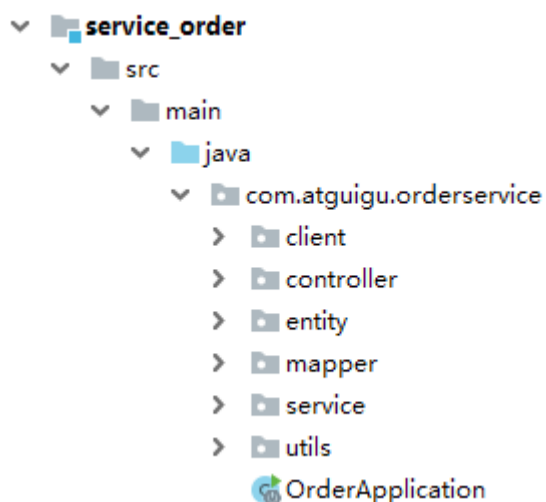 service_order
src
main
java
com.atguigu.orderservice
client
controller
entity
mapper
service
utils
OrderApplication